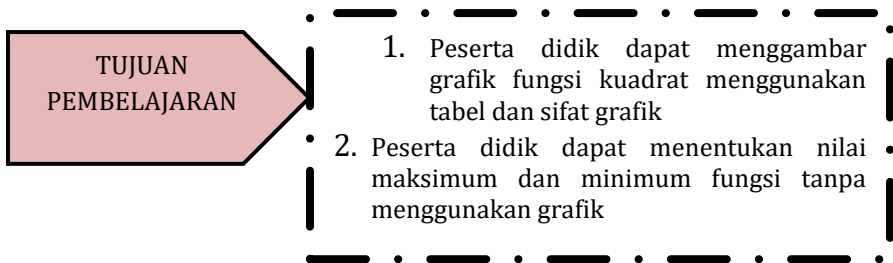 TUJUAN
PEMBELAJARAN
1. Peserta didik dapat menggambar
grafik fungsi kuadrat menggunakan
tabel dan sifat grafik
2. Peserta didik dapat menentukan nilai
maksimum dan minimum fungsi tanpa
menggunakan grafik